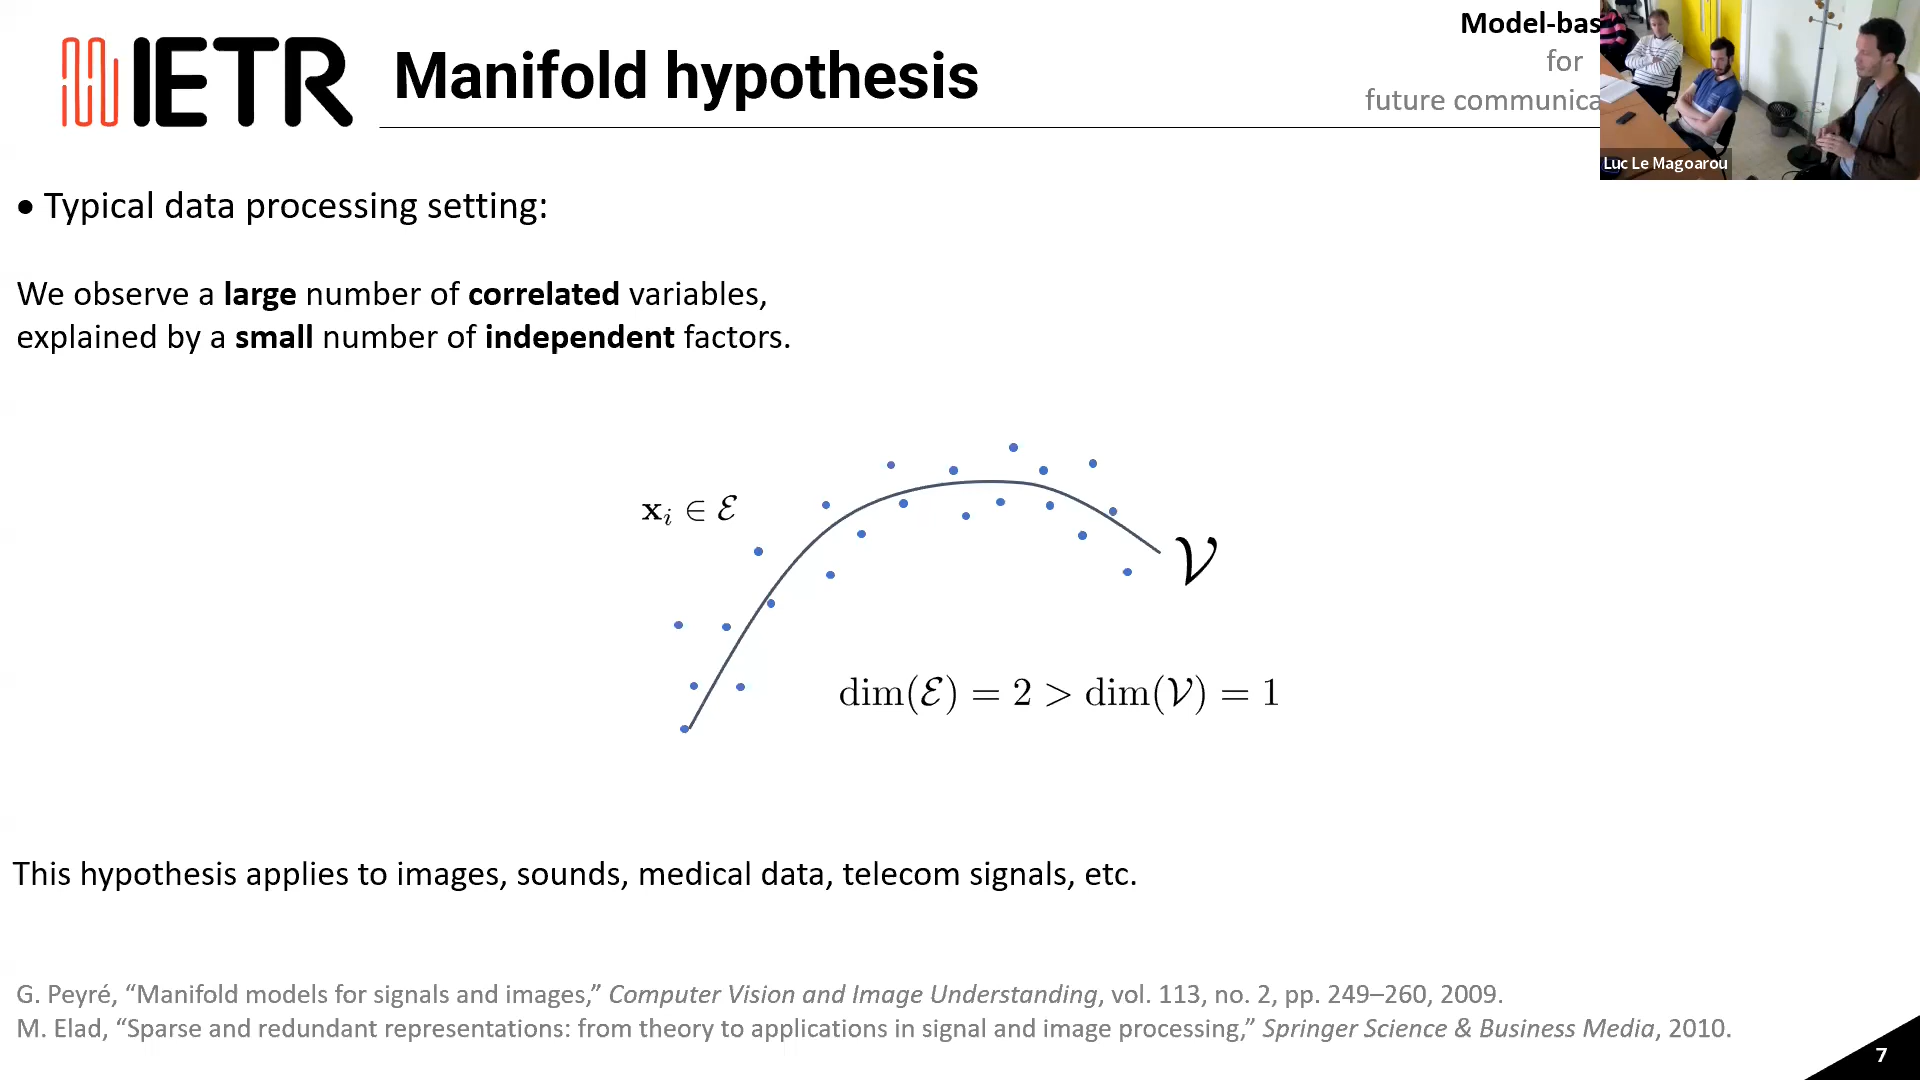 IETR
Manifold hypothesis
Model-bas
for
future communica
Luc Le Magoarou
• Typical data processing setting:
We observe a large number of correlated variables,
explained by a small number of independent factors.
x_i ∈ ℰ
𝒱
dim(ℰ) = 2 > dim(𝒱) = 1
This hypothesis applies to images, sounds, medical data, telecom signals, etc.
G. Peyré, “Manifold models for signals and images,” Computer Vision and Image Understanding, vol. 113, no. 2, pp. 249–260, 2009.
M. Elad, “Sparse and redundant representations: from theory to applications in signal and image processing,” Springer Science & Business Media, 2010.
7